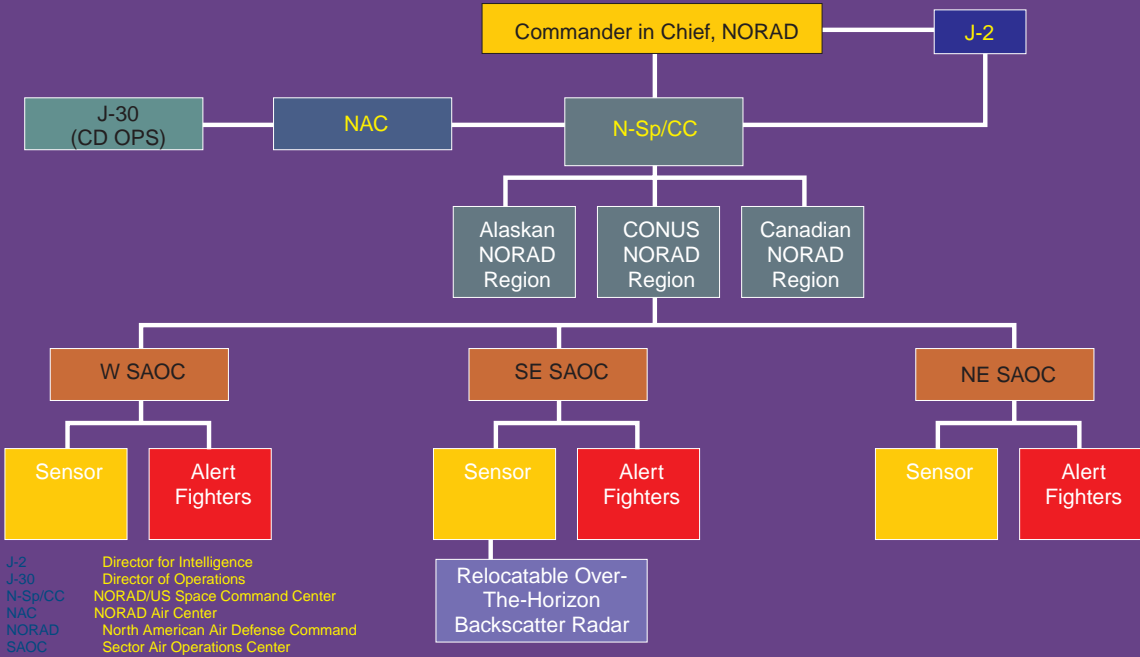 Commander in Chief, NORAD
J-2
J-30
(CD OPS)
NAC
N-Sp/CC
Alaskan
NORAD
Region
CONUS
NORAD
Region
Canadian
NORAD
Region
W SAOC
SE SAOC
NE SAOC
Sensor
Alert
Fighters
Sensor
Alert
Fighters
Sensor
Alert
Fighters
Relocatable Over-
The-Horizon
Backscatter Radar
J-2 Director for Intelligence
J-30 Director of Operations
N-Sp/CC NORAD/US Space Command Center
NAC NORAD Air Center
NORAD North American Air Defense Command
SAOC Sector Air Operations Center